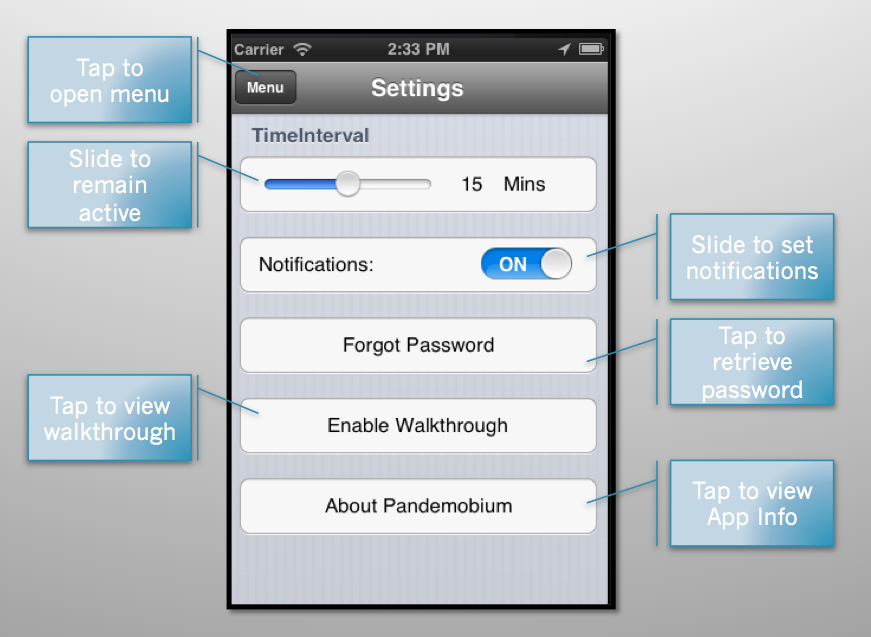 Carrier 2:33 PM
Tap to
open menu
Menu Settings
TimeInterval
Slide to
remain
active
15 Mins
Notifications: ON
Slide to set
notifications
Forgot Password
Tap to
retrieve
password
Tap to view
walkthrough
Enable Walkthrough
About Pandemobium
Tap to view
App Info